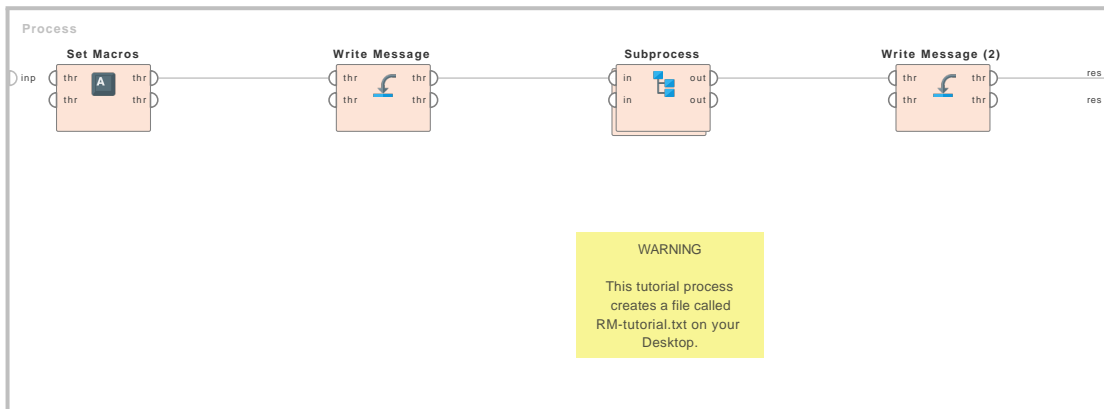 Process
Set Macros Write Message Subprocess Write Message (2)
inp thr thr thr thr in out thr thr res
thr thr thr thr in out thr thr res
A
WARNING
This tutorial process
creates a file called
RM-tutorial.txt on your
Desktop.